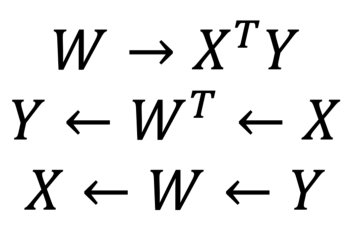 W → X^T Y
Y ← W^T ← X
X ← W ← Y